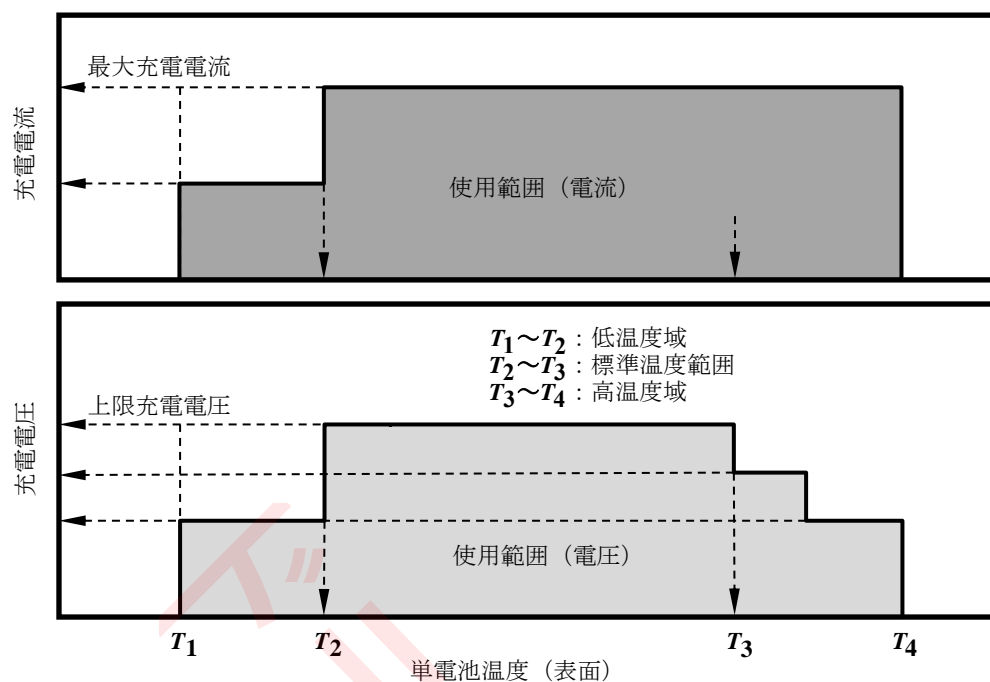 最大充電電流
充電電流
使用範囲（電流）
T1～T2：低温度域
T2～T3：標準温度範囲
T3～T4：高温度域
上限充電電圧
充電電圧
使用範囲（電圧）
T1 T2 T3 T4
単電池温度（表面）